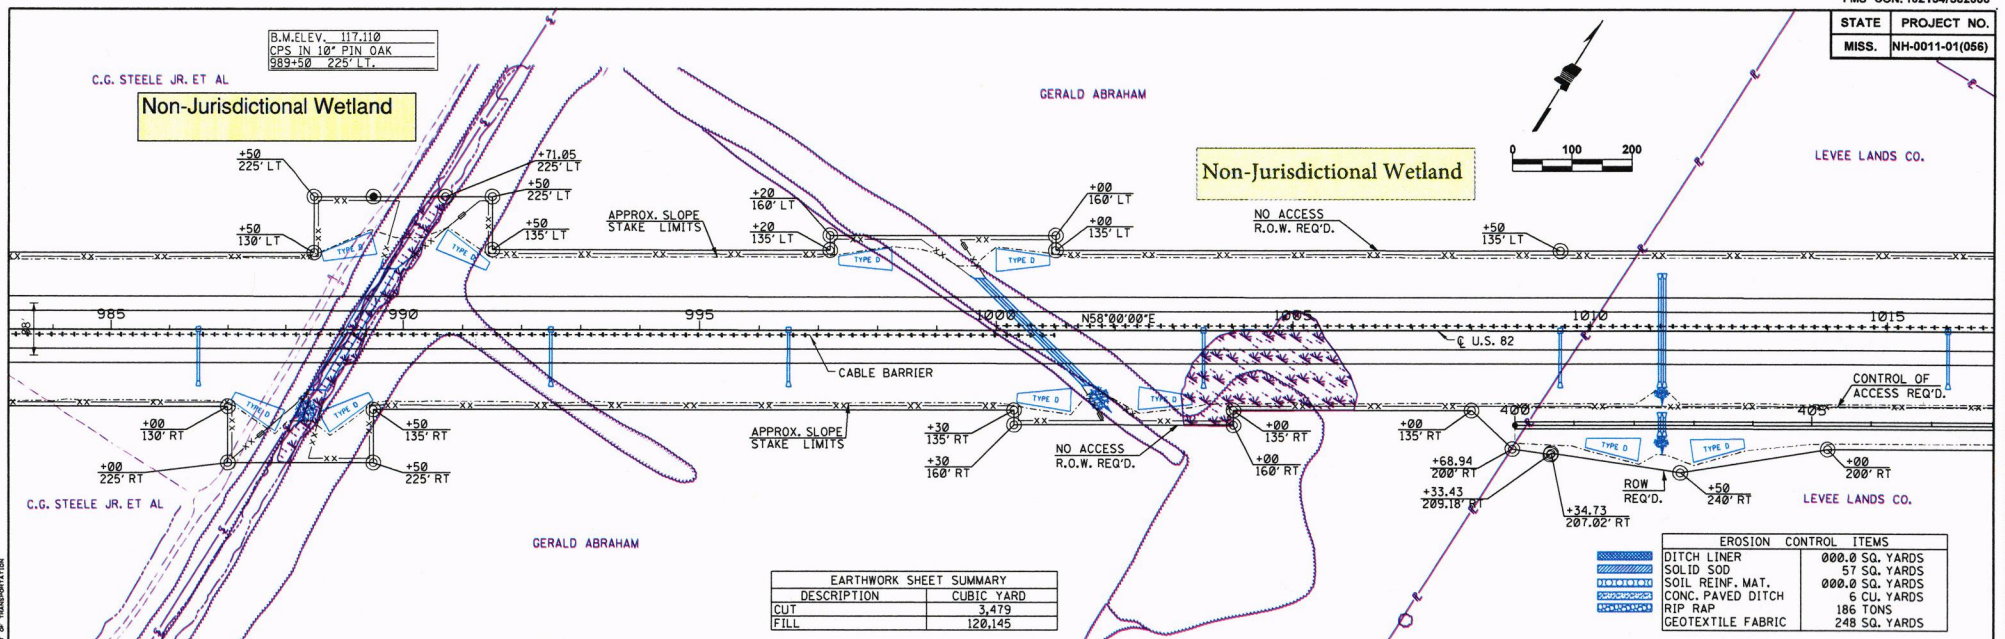 STATE PROJECT NO.
MISS. NH-0011-01(056)
B.M.ELEV. 117.110
CPS IN 10" PIN OAK
989+50 225' LT.
C.G. STEELE JR. ET AL
Non-Jurisdictional Wetland
GERALD ABRAHAM
Non-Jurisdictional Wetland
0 100 200
LEVEE LANDS CO.
+50
225' LT
+71.05
225' LT
+50
225' LT
+50
130' LT
+50
135' LT
APPROX. SLOPE
STAKE LIMITS
+20
160' LT
+20
135' LT
+00
160' LT
+00
135' LT
NO ACCESS
R.O.W. REQ'D.
+50
135' LT
TYPE D
TYPE D
TYPE D
TYPE D
985 990 995 1000 N58°00'00"E 1005 1010 1015
℄ U.S. 82
CABLE BARRIER
CONTROL OF
ACCESS REQ'D.
TYPE D
TYPE D
TYPE D
TYPE D
400 405
+00
130' RT
+50
135' RT
APPROX. SLOPE
STAKE LIMITS
+30
135' RT
+30
160' RT
NO ACCESS
R.O.W. REQ'D.
+00
135' RT
+00
160' RT
+00
135' RT
TYPE D
TYPE D
+00
225' RT
+50
225' RT
+68.94
200' RT
+33.43
209.18' RT
+34.73
207.02' RT
ROW
REQ'D.
+50
240' RT
+00
200' RT
C.G. STEELE JR. ET AL
GERALD ABRAHAM
LEVEE LANDS CO.
EARTHWORK SHEET SUMMARY
DESCRIPTION CUBIC YARD
CUT 3,479
FILL 120,145
EROSION CONTROL ITEMS
DITCH LINER 000.0 SQ. YARDS
SOLID SOD 57 SQ. YARDS
SOIL REINF. MAT. 000.0 SQ. YARDS
CONC. PAVED DITCH 6 CU. YARDS
RIP RAP 186 TONS
GEOTEXTILE FABRIC 248 SQ. YARDS